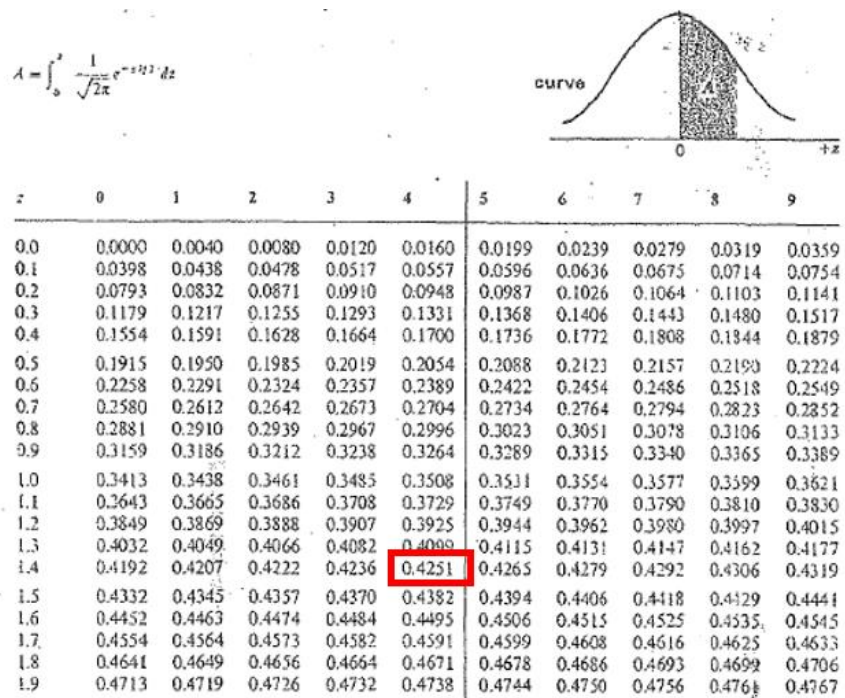 A = ∫₀ᶻ 1/√2π e^(−z²/2) dz
curve
A
0 +z
z 0 1 2 3 4 5 6 7 8 9
0.0 0.0000 0.0040 0.0080 0.0120 0.0160 0.0199 0.0239 0.0279 0.0319 0.0359
0.1 0.0398 0.0438 0.0478 0.0517 0.0557 0.0596 0.0636 0.0675 0.0714 0.0754
0.2 0.0793 0.0832 0.0871 0.0910 0.0948 0.0987 0.1026 0.1064 0.1103 0.1141
0.3 0.1179 0.1217 0.1255 0.1293 0.1331 0.1368 0.1406 0.1443 0.1480 0.1517
0.4 0.1554 0.1591 0.1628 0.1664 0.1700 0.1736 0.1772 0.1808 0.1844 0.1879
0.5 0.1915 0.1950 0.1985 0.2019 0.2054 0.2088 0.2123 0.2157 0.2190 0.2224
0.6 0.2258 0.2291 0.2324 0.2357 0.2389 0.2422 0.2454 0.2486 0.2518 0.2549
0.7 0.2580 0.2612 0.2642 0.2673 0.2704 0.2734 0.2764 0.2794 0.2823 0.2852
0.8 0.2881 0.2910 0.2939 0.2967 0.2996 0.3023 0.3051 0.3078 0.3106 0.3133
0.9 0.3159 0.3186 0.3212 0.3238 0.3264 0.3289 0.3315 0.3340 0.3365 0.3389
1.0 0.3413 0.3438 0.3461 0.3485 0.3508 0.3531 0.3554 0.3577 0.3599 0.3621
1.1 0.3643 0.3665 0.3686 0.3708 0.3729 0.3749 0.3770 0.3790 0.3810 0.3830
1.2 0.3849 0.3869 0.3888 0.3907 0.3925 0.3944 0.3962 0.3980 0.3997 0.4015
1.3 0.4032 0.4049 0.4066 0.4082 0.4099 0.4115 0.4131 0.4147 0.4162 0.4177
1.4 0.4192 0.4207 0.4222 0.4236 0.4251 0.4265 0.4279 0.4292 0.4306 0.4319
1.5 0.4332 0.4345 0.4357 0.4370 0.4382 0.4394 0.4406 0.4418 0.4429 0.4441
1.6 0.4452 0.4463 0.4474 0.4484 0.4495 0.4506 0.4515 0.4525 0.4535 0.4545
1.7 0.4554 0.4564 0.4573 0.4582 0.4591 0.4599 0.4608 0.4616 0.4625 0.4633
1.8 0.4641 0.4649 0.4656 0.4664 0.4671 0.4678 0.4686 0.4693 0.4699 0.4706
1.9 0.4713 0.4719 0.4726 0.4732 0.4738 0.4744 0.4750 0.4756 0.4761 0.4767